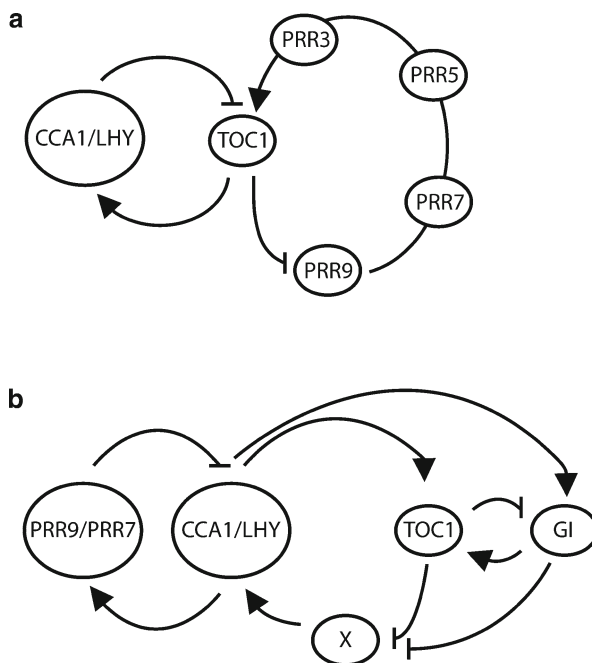 a
PRR3
PRR5
CCA1/LHY
TOC1
PRR7
PRR9
b
PRR9/PRR7
CCA1/LHY
TOC1
GI
X